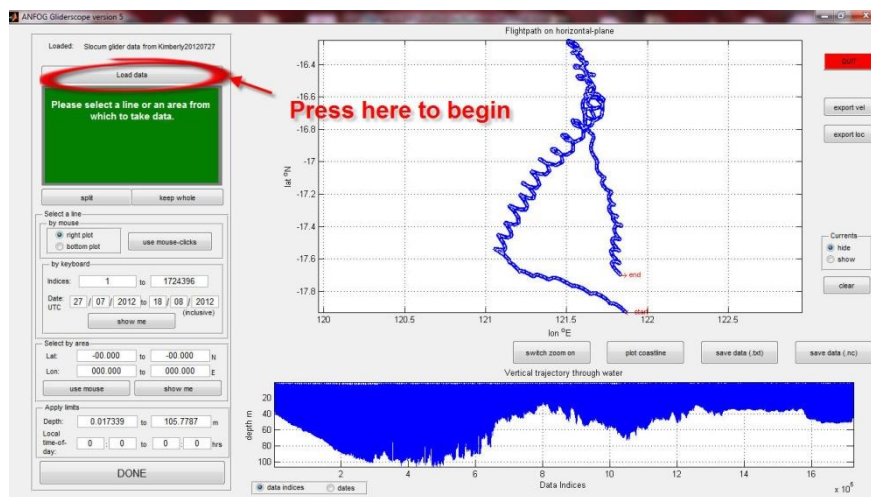 ANFOG Gliderscope version 5
Loaded: Slocum glider data from Kimberly20120727
Load data
Please select a line or an area from
which to take data.
split keep whole
Select a line
by mouse
right plot
bottom plot
use mouse-clicks
by keyboard
Indices: 1 to 1724396
Date: UTC 27 / 07 / 2012 to 18 / 08 / 2012
(inclusive)
show me
Select by area
Lat: -00.000 to -00.000 N
Lon: 000.000 to 000.000 E
use mouse show me
Apply limits
Depth: 0.017339 to 105.7787 m
Local
time-of-
day: 0 : 0 to 0 : 0 hrs
DONE
Press here to begin
Flightpath on horizontal-plane
lat °N
-16.4
-16.6
-16.8
-17
-17.2
-17.4
-17.6
-17.8
end
start
120 120.5 121 121.5 122 122.5
lon °E
QUIT
export vel
export loc
Currents
hide
show
clear
switch zoom on plot coastline save data (.txt) save data (.nc)
Vertical trajectory through water
depth m
20
40
60
80
100
2 4 6 8 10 12 14 16
Data Indices
x 10⁵
data indices dates